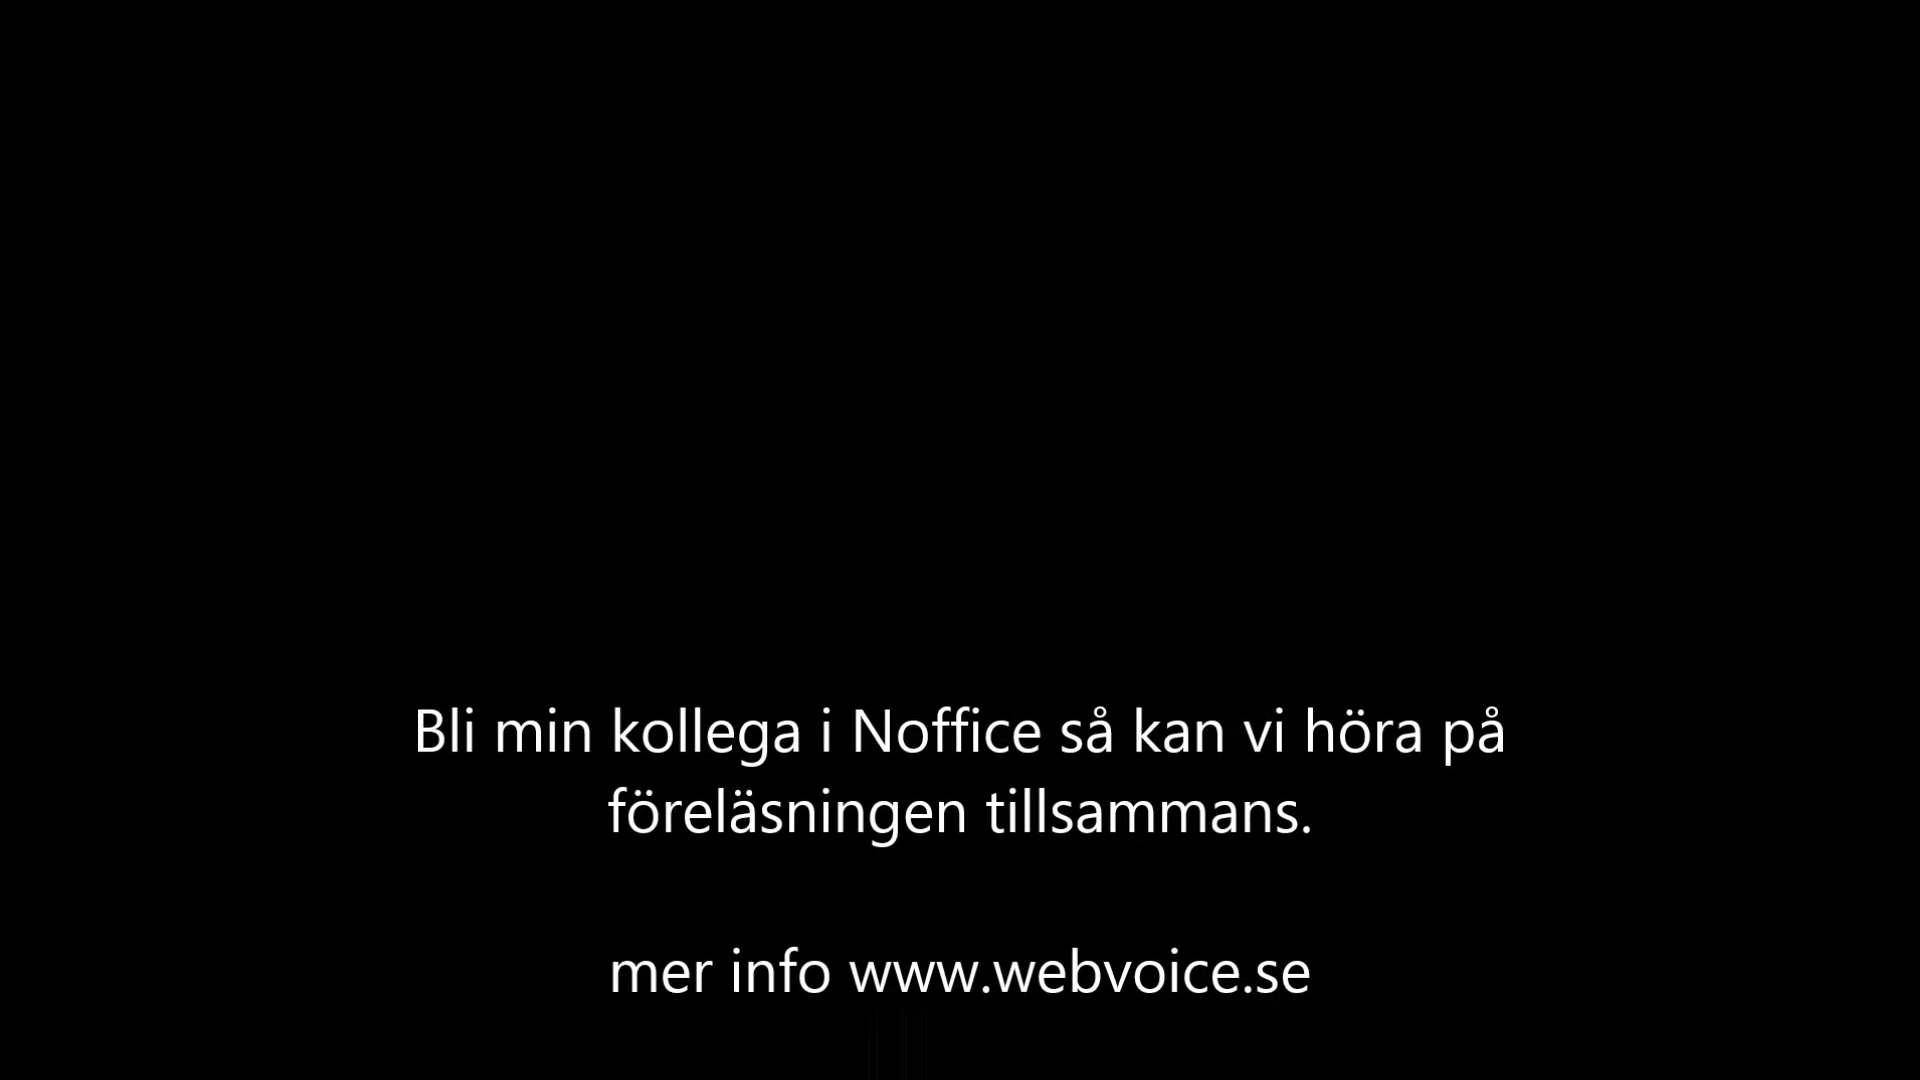 Bli min kollega i Noffice så kan vi höra på
föreläsningen tillsammans.
mer info www.webvoice.se